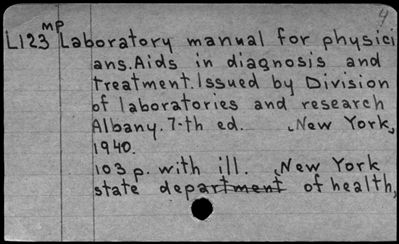 4
mp
L123 Laboratory manual for physici
ans. Aids in diagnosis and
treatment. Issued by Division
of laboratories and research
Albany. 7-th ed. New York,
1940.
103 p. with ill. New York
state department of health,